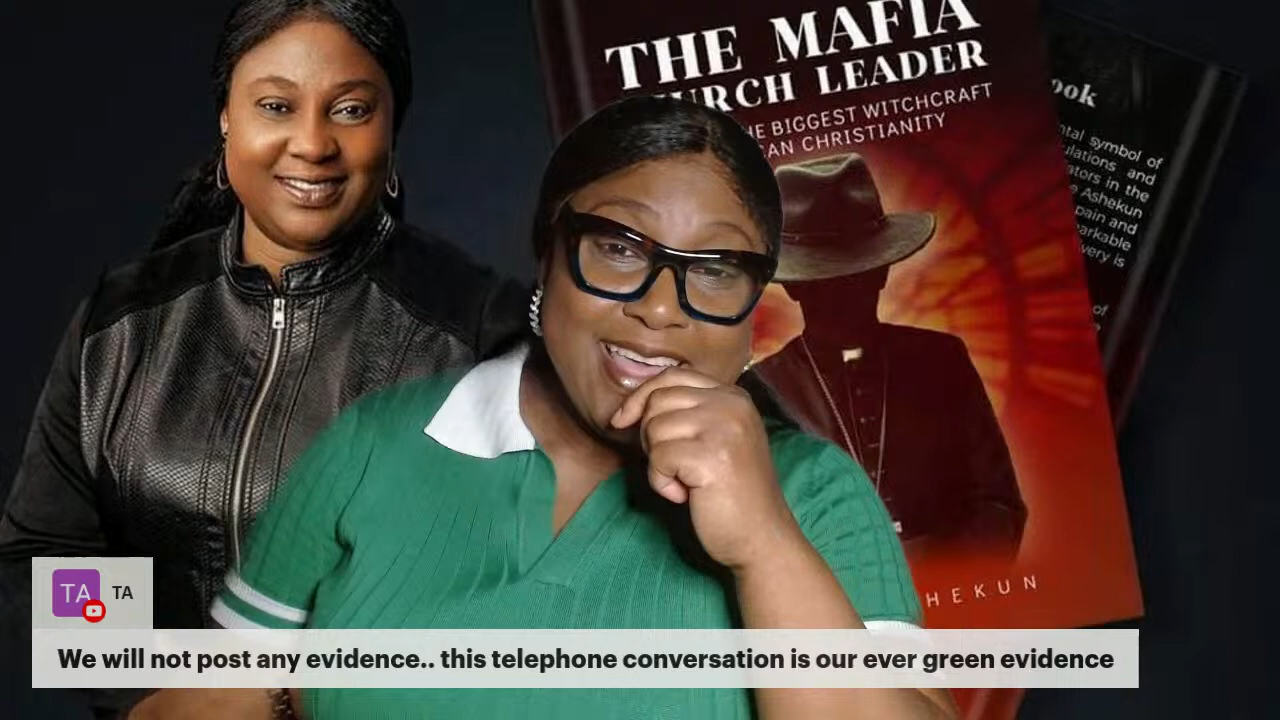 THE MAFIA
URCH LEADER
HE BIGGEST WITCHCRAFT
CAN CHRISTIANITY
ook
ntal symbol of
ulations and
ators in the
e Ashekun
pain and
arkable
very is
of
HEKUN
TA
TA
We will not post any evidence.. this telephone conversation is our ever green evidence